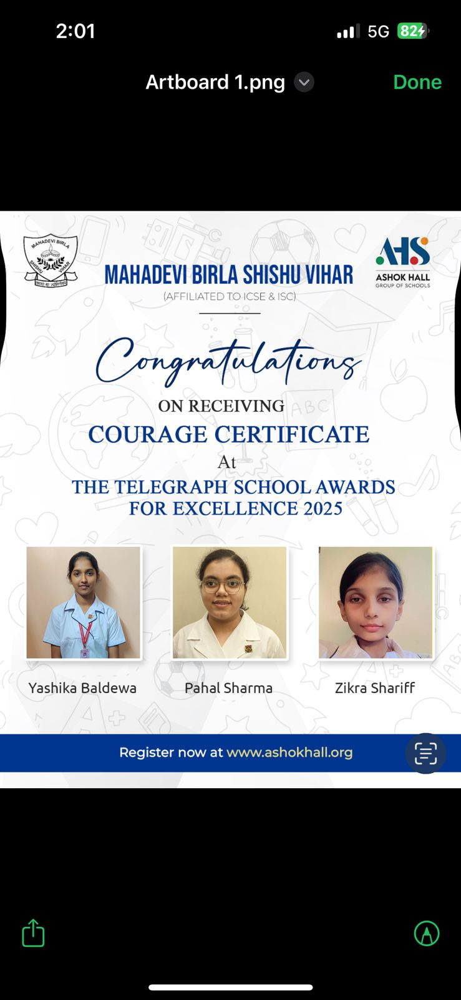 2:01
5G 82
Artboard 1.png
Done
MAHADEVI BIRLA
SHISHU VIHAR
AHS
ASHOK HALL
GROUP OF SCHOOLS
MAHADEVI BIRLA SHISHU VIHAR
(AFFILIATED TO ICSE & ISC)
Congratulations
ON RECEIVING
ABC
COURAGE CERTIFICATE
At
THE TELEGRAPH SCHOOL AWARDS
FOR EXCELLENCE 2025
Yashika Baldewa
Pahal Sharma
Zikra Shariff
ABC
Register now at www.ashokhall.org